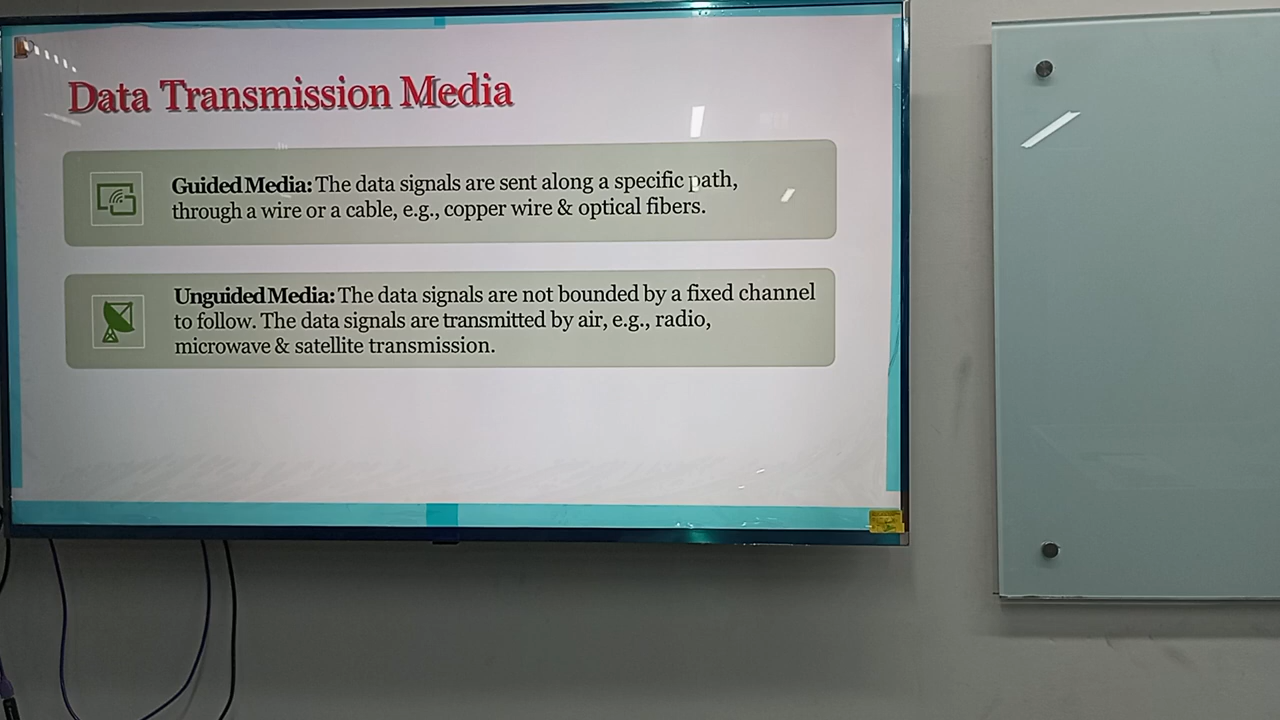 Data Transmission Media
Guided Media: The data signals are sent along a specific path,
through a wire or a cable, e.g., copper wire & optical fibers.
Unguided Media: The data signals are not bounded by a fixed channel
to follow. The data signals are transmitted by air, e.g., radio,
microwave & satellite transmission.